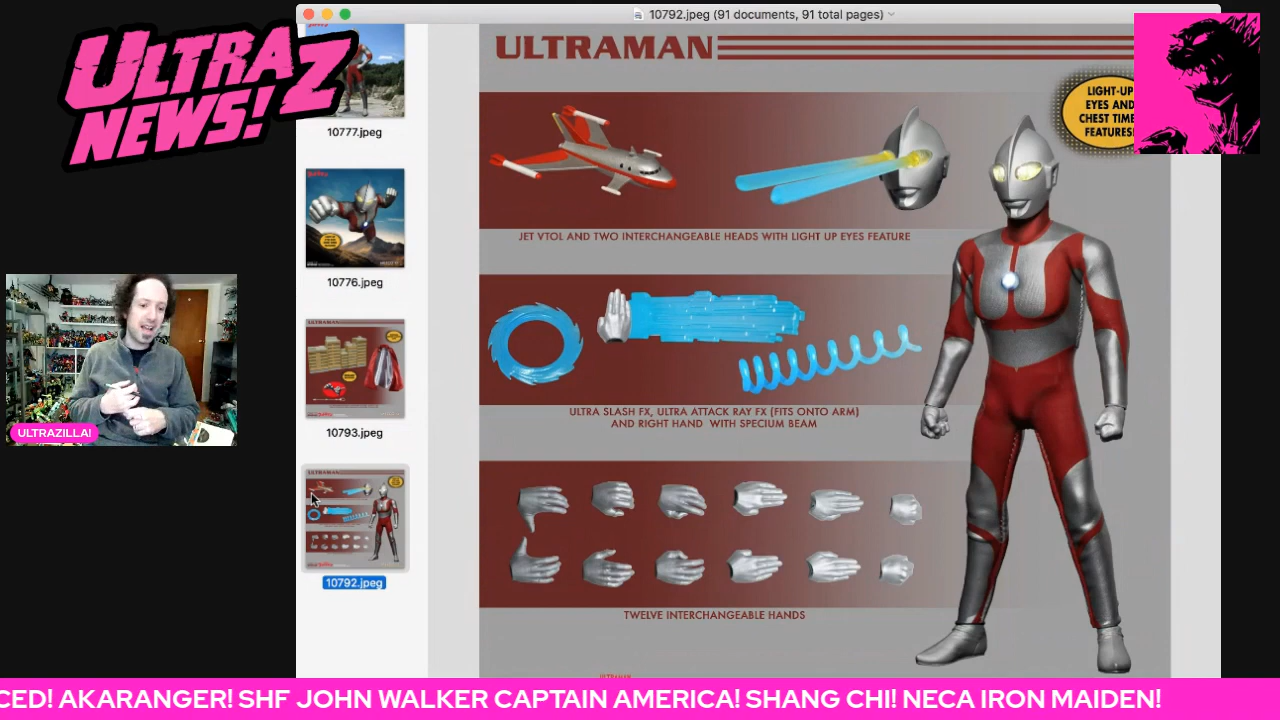 10792.jpeg (91 documents, 91 total pages)
ULTRA Z
NEWS!
10777.jpeg
10776.jpeg
10793.jpeg
10792.jpeg
ULTRAMAN
LIGHT-UP
EYES AND
CHEST TIME
FEATURES!
JET VTOL AND TWO INTERCHANGEABLE HEADS WITH LIGHT UP EYES FEATURE
ULTRA SLASH FX, ULTRA ATTACK RAY FX (FITS ONTO ARM)
AND RIGHT HAND WITH SPECIUM BEAM
TWELVE INTERCHANGEABLE HANDS
ULTRAZILLA!
CED! AKARANGER! SHF JOHN WALKER CAPTAIN AMERICA! SHANG CHI! NECA IRON MAIDEN!